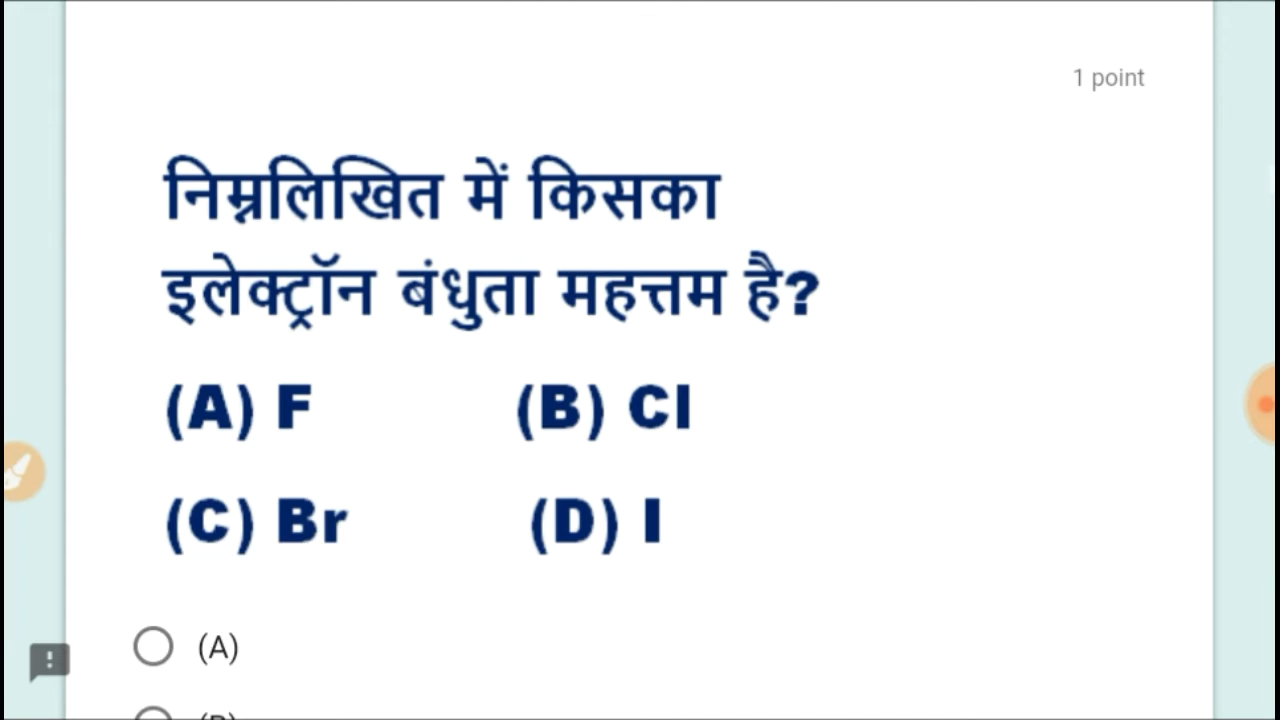 1 point
निम्नलिखित में किसका
इलेक्ट्रॉन बंधुता महत्तम है?
(A) F (B) Cl
(C) Br (D) I
(A)
(B)